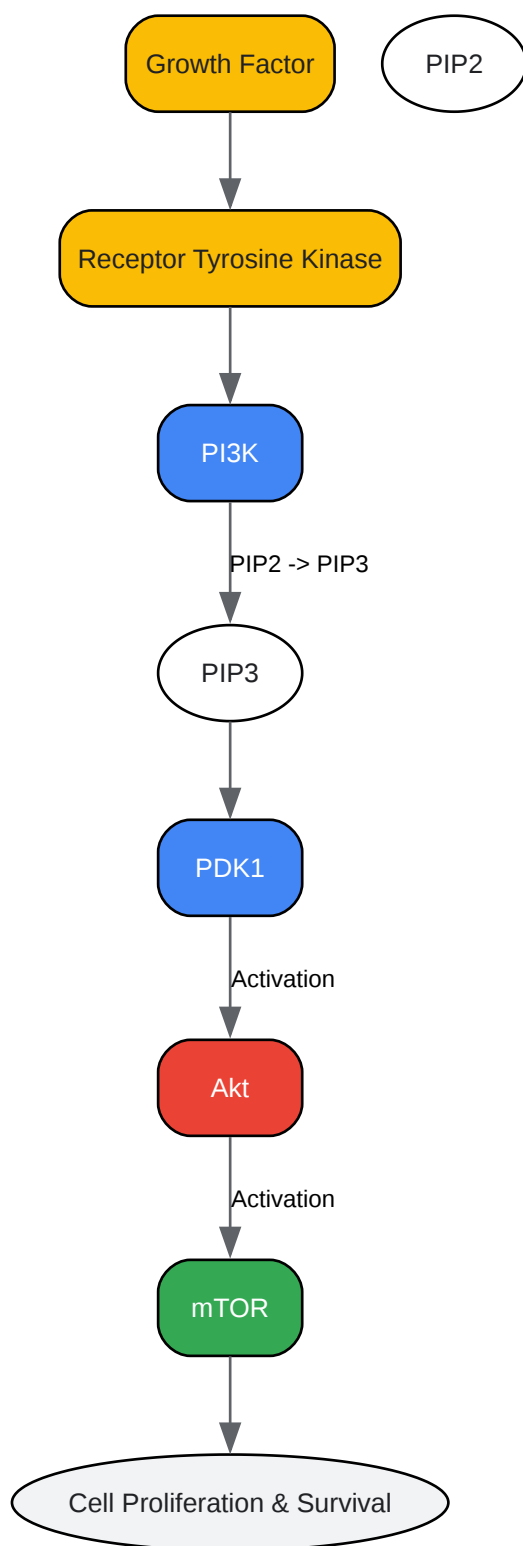 Growth Factor
PIP2
Receptor Tyrosine Kinase
PI3K
PIP2 -> PIP3
PIP3
PDK1
Activation
Akt
Activation
mTOR
Cell Proliferation & Survival